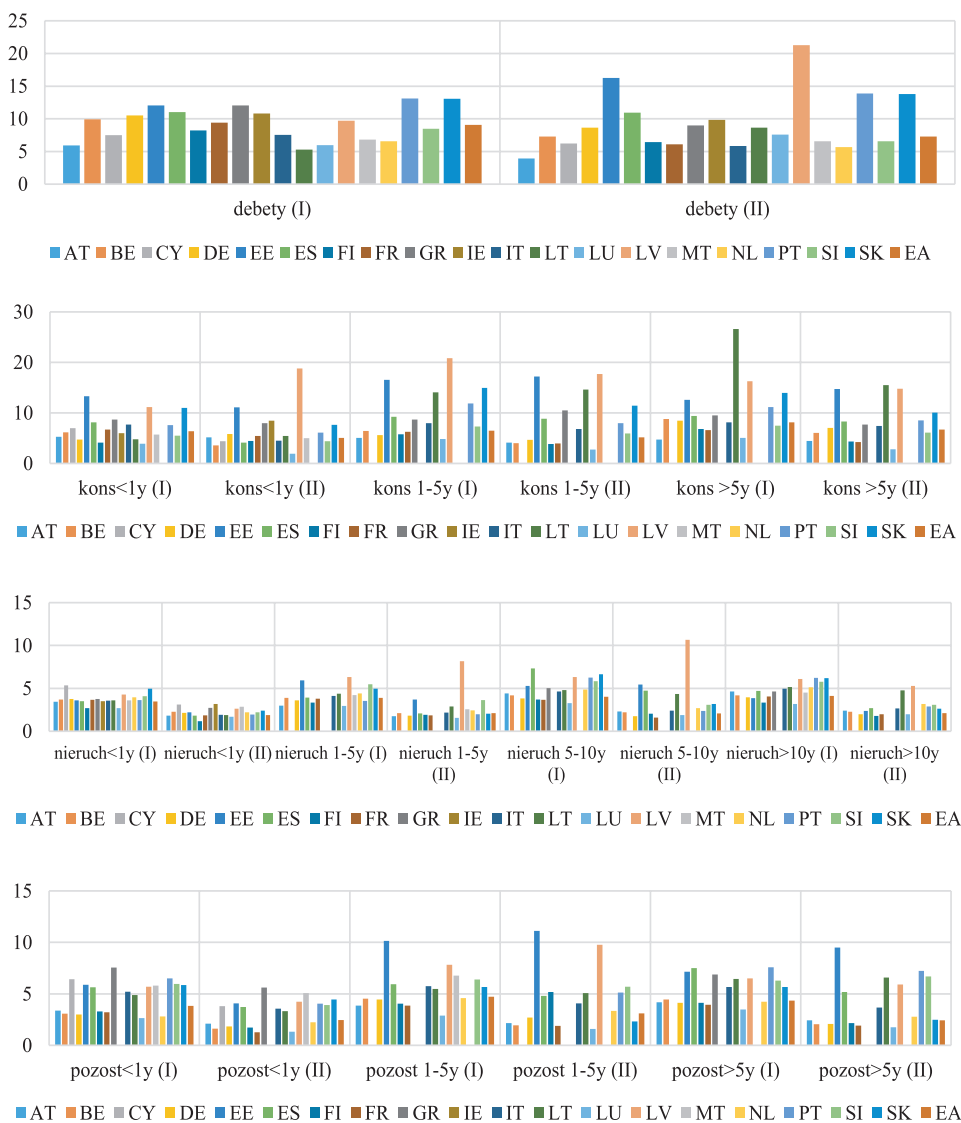 25
20
15
10
5
0
debety (I) debety (II)
AT BE CY DE EE ES FI FR GR IE IT LT LU LV MT NL PT SI SK EA
30
20
10
0
kons<1y (I) kons<1y (II) kons 1-5y (I) kons 1-5y (II) kons >5y (I) kons >5y (II)
AT BE CY DE EE ES FI FR GR IE IT LT LU LV MT NL PT SI SK EA
15
10
5
0
nieruch<1y (I) nieruch<1y (II) nieruch 1-5y (I) nieruch 1-5y (II) nieruch 5-10y (I) nieruch 5-10y (II) nieruch>10y (I) nieruch>10y (II)
AT BE CY DE EE ES FI FR GR IE IT LT LU LV MT NL PT SI SK EA
15
10
5
0
pozost<1y (I) pozost<1y (II) pozost 1-5y (I) pozost 1-5y (II) pozost>5y (I) pozost>5y (II)
AT BE CY DE EE ES FI FR GR IE IT LT LU LV MT NL PT SI SK EA